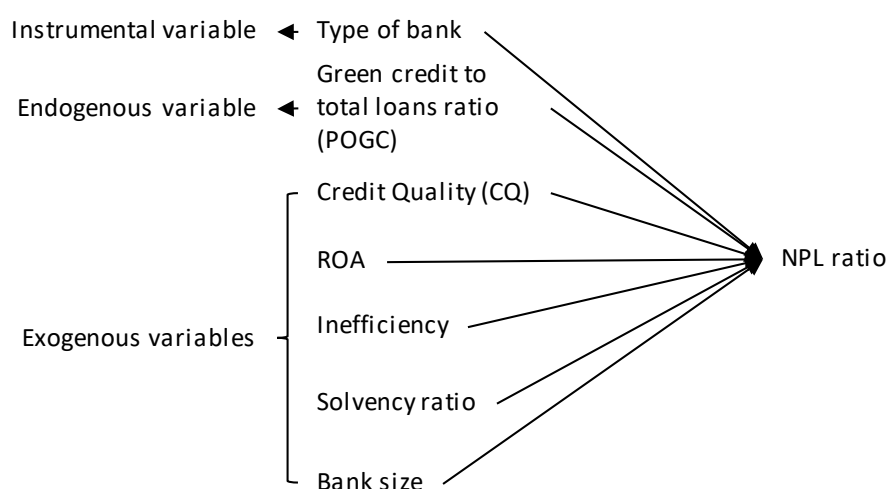 Instrumental variable
Type of bank
Endogenous variable
Green credit to
total loans ratio
(POGC)
Credit Quality (CQ)
ROA
Inefficiency
Exogenous variables
Solvency ratio
Bank size
NPL ratio